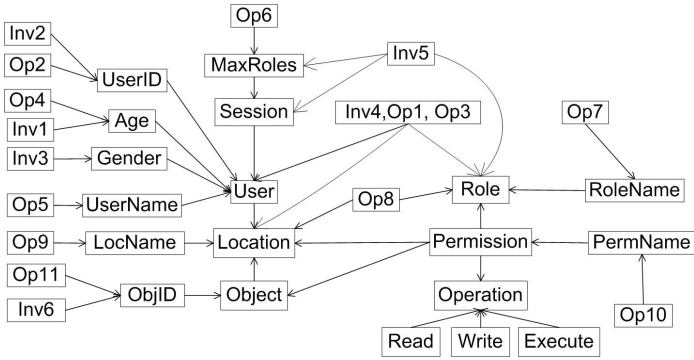 Op6
Inv2
Op2
UserID
MaxRoles
Inv5
Op4
Inv1
Age
Session
Inv4,Op1, Op3
Op7
Inv3
Gender
User
Role
RoleName
Op5
UserName
Op8
Op9
LocName
Location
Permission
PermName
Op11
Inv6
ObjID
Object
Operation
Op10
Read
Write
Execute